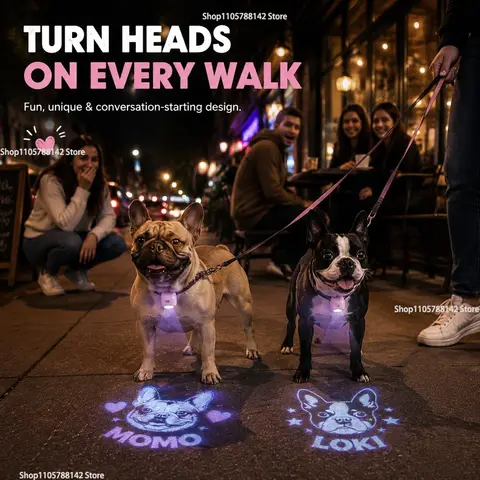 Shop1105788142 Store
TURN HEADS
ON EVERY WALK
Fun, unique & conversation-starting design.
Shop1105788142 Store
Shop1105788142 Store
MOMO
LOKI
Shop1105788142 Store